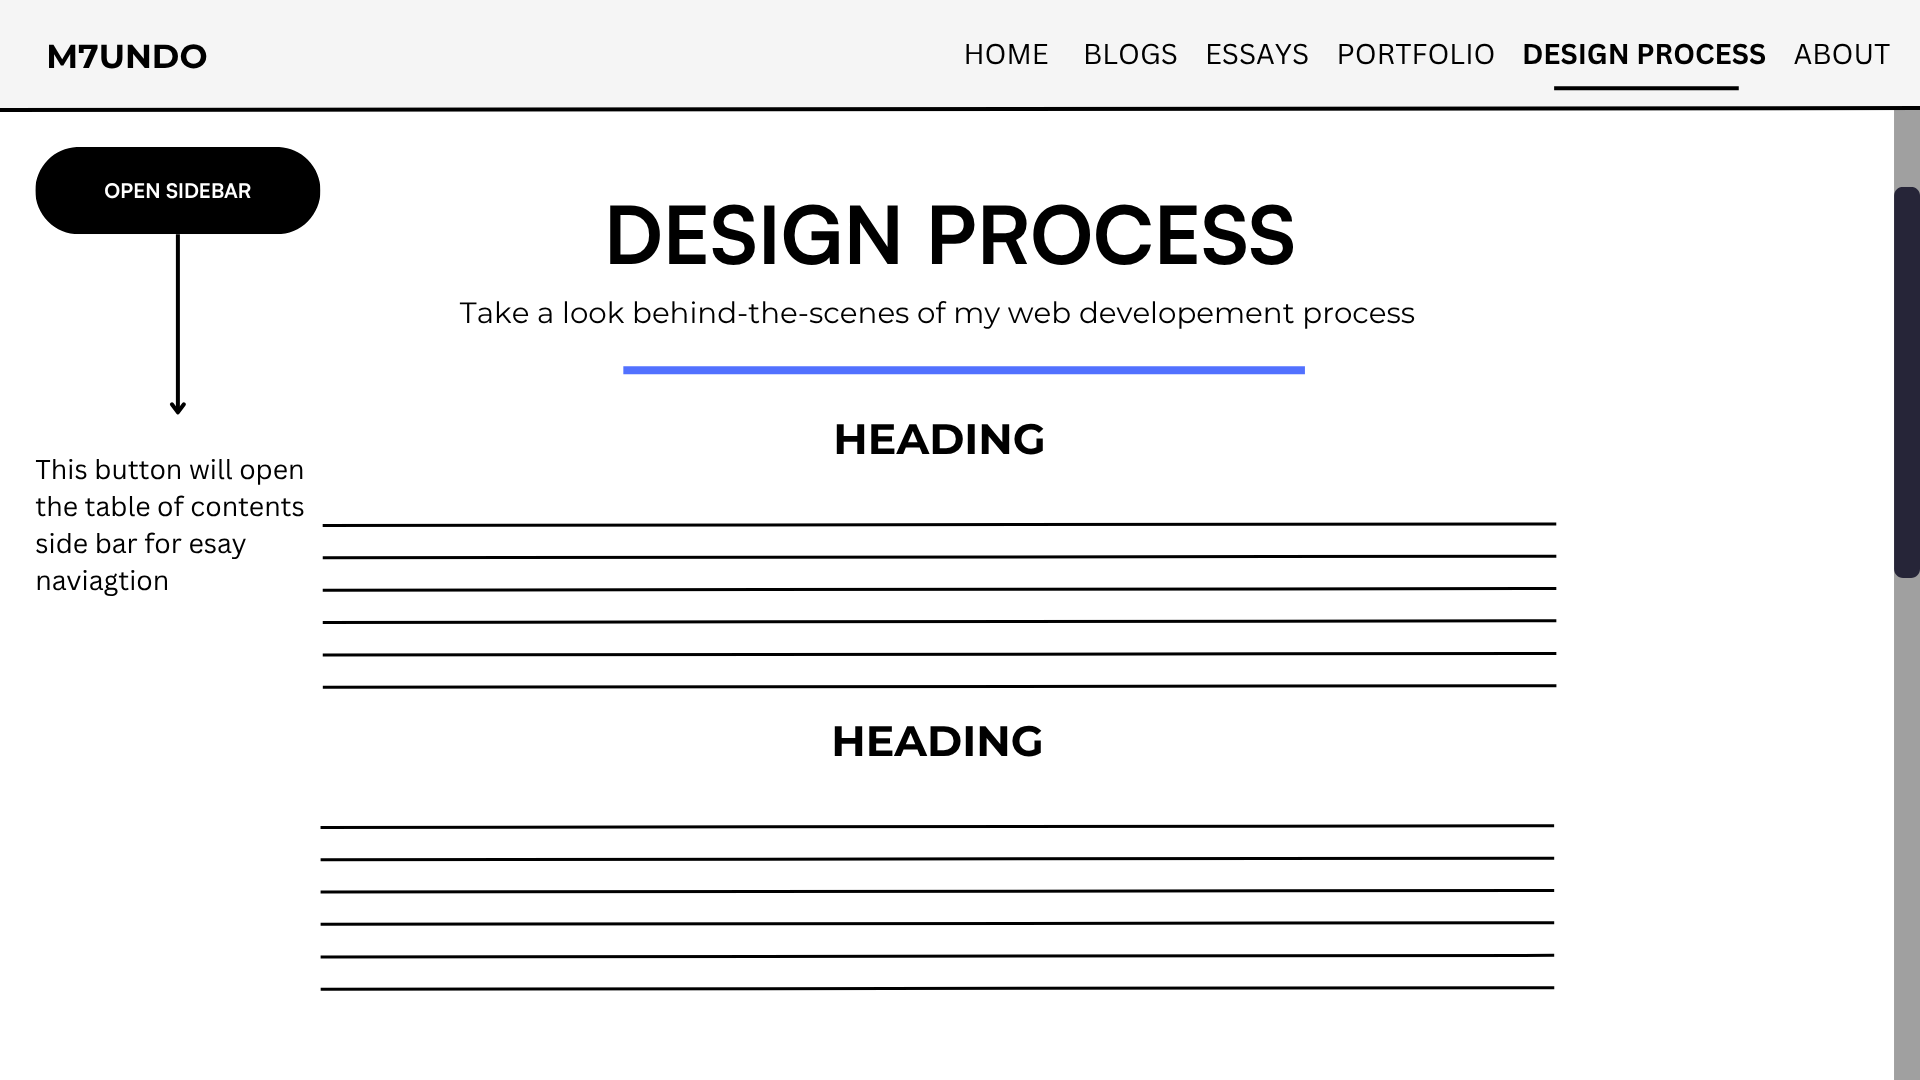 M7UNDO
HOME BLOGS ESSAYS PORTFOLIO DESIGN PROCESS ABOUT
OPEN SIDEBAR
DESIGN PROCESS
Take a look behind-the-scenes of my web developement process
HEADING
This button will open
the table of contents
side bar for esay
naviagtion
HEADING